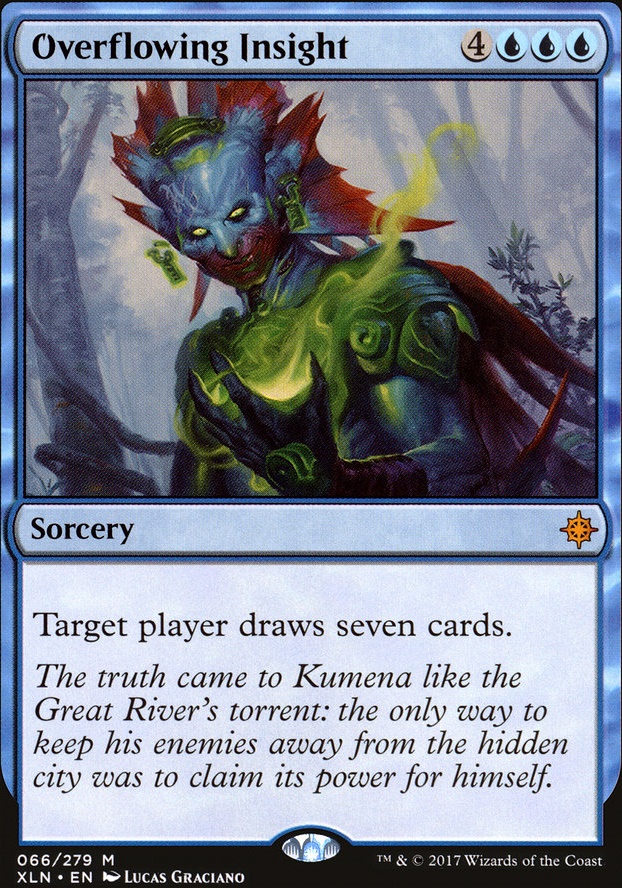 Overflowing Insight 4
Sorcery
Target player draws seven cards.
The truth came to Kumena like the
Great River's torrent: the only way to
keep his enemies away from the hidden
city was to claim its power for himself.
066/279 M
XLN • EN Lucas Graciano
™ & © 2017 Wizards of the Coast